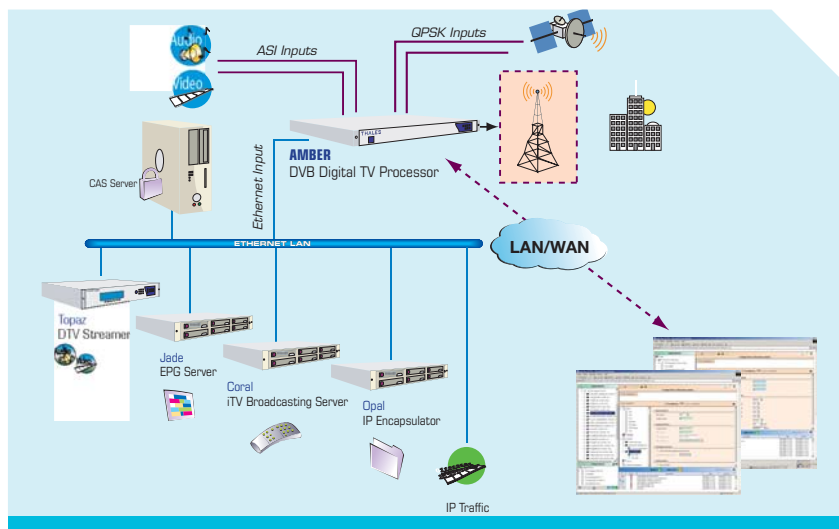 Audio
Video
ASI Inputs
QPSK Inputs
THALES
AMBER
DVB Digital TV Processor
CAS Server
Ethernet Input
ETHERNET LAN
LAN/WAN
Topaz
DTV Streamer
Jade
EPG Server
Coral
iTV Broadcasting Server
Opal
IP Encapsulator
IP Traffic